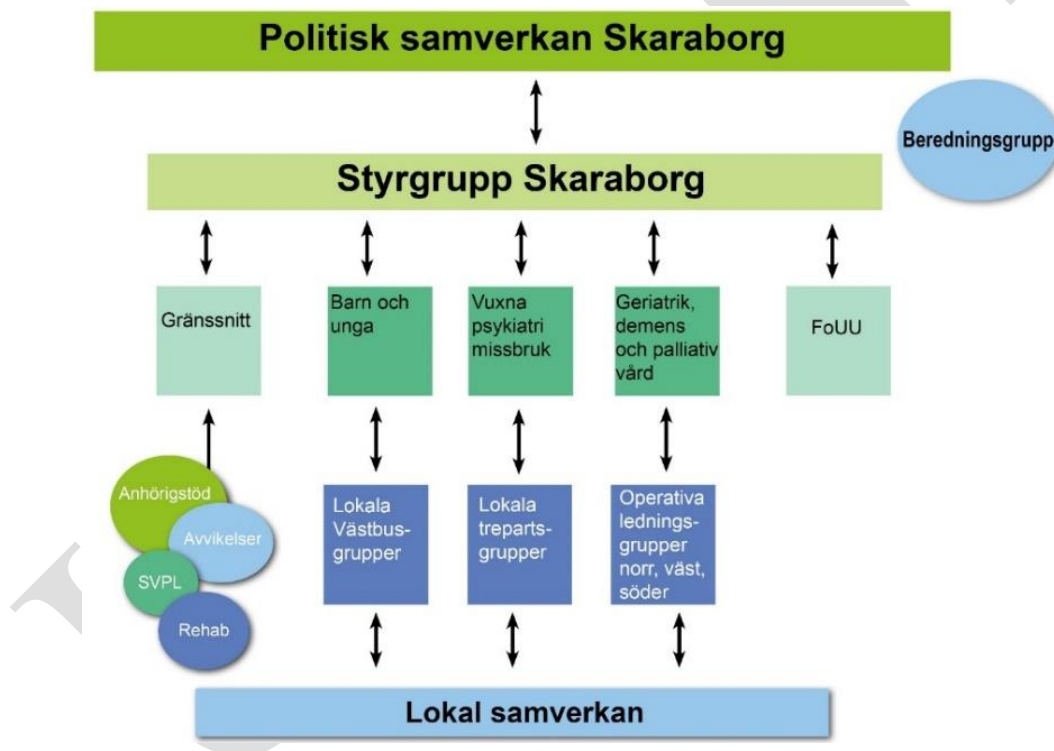 Politisk samverkan Skaraborg
Beredningsgrupp
Styrgrupp Skaraborg
Gränssnitt
Barn och
unga
Vuxna
psykiatri
missbruk
Geriatrik,
demens
och palliativ
vård
FoUU
Anhörigstöd
Avvikelser
SVPL
Rehab
Lokala
Västbus-
grupper
Lokala
treparts-
grupper
Operativa
lednings-
grupper
norr, väst,
söder
Lokal samverkan